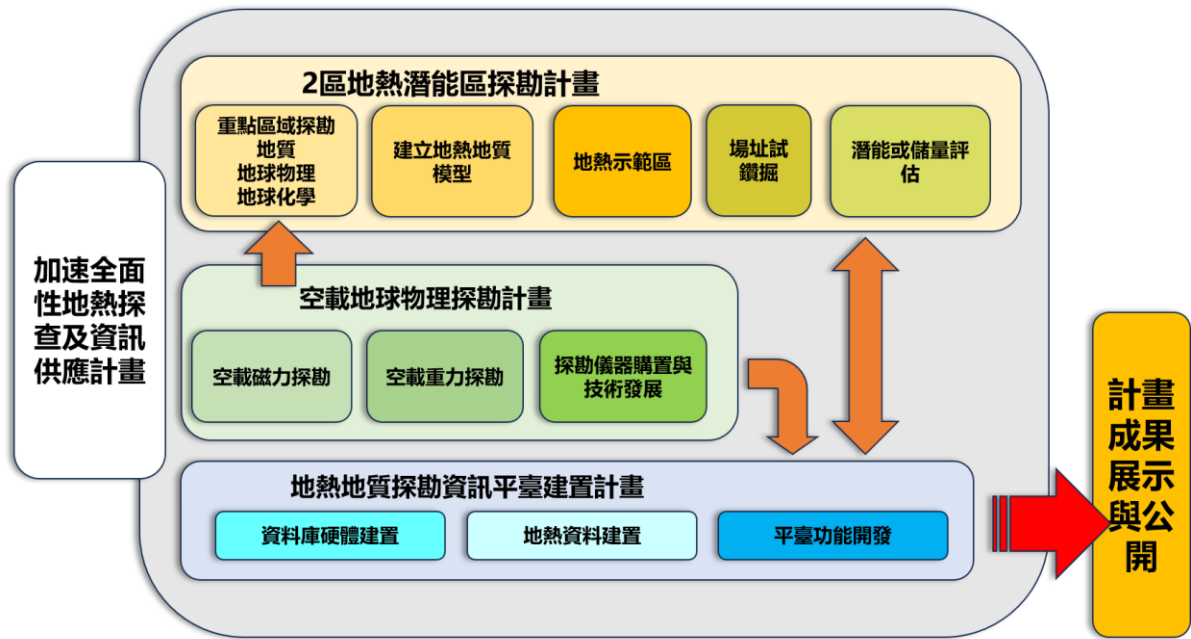 加速全面
性地熱探
查及資訊
供應計畫
2區地熱潛能區探勘計畫
重點區域探勘
地質
地球物理
地球化學
建立地熱地質
模型
地熱示範區
場址試
鑽掘
潛能或儲量評
估
空載地球物理探勘計畫
空載磁力探勘
空載重力探勘
探勘儀器購置與
技術發展
地熱地質探勘資訊平臺建置計畫
資料庫硬體建置
地熱資料建置
平臺功能開發
計畫
成果
展示
與公
開